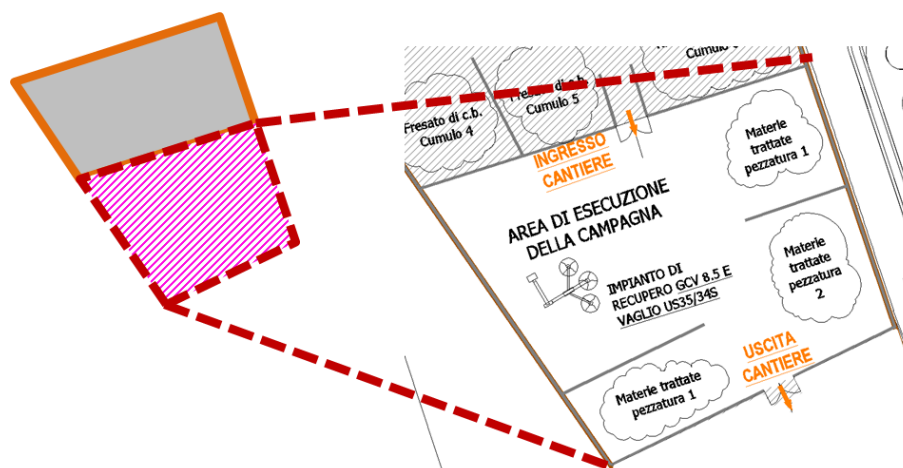 Fresato di c.b.
Cumulo 4
Fresato di c.b.
Cumulo 5
INGRESSO
CANTIERE
Materie
trattate
pezzatura 1
AREA DI ESECUZIONE
DELLA CAMPAGNA
IMPIANTO DI
RECUPERO GCV 8.5 E
VAGLIO US35/34S
Materie
trattate
pezzatura
2
USCITA
CANTIERE
Materie trattate
pezzatura 1